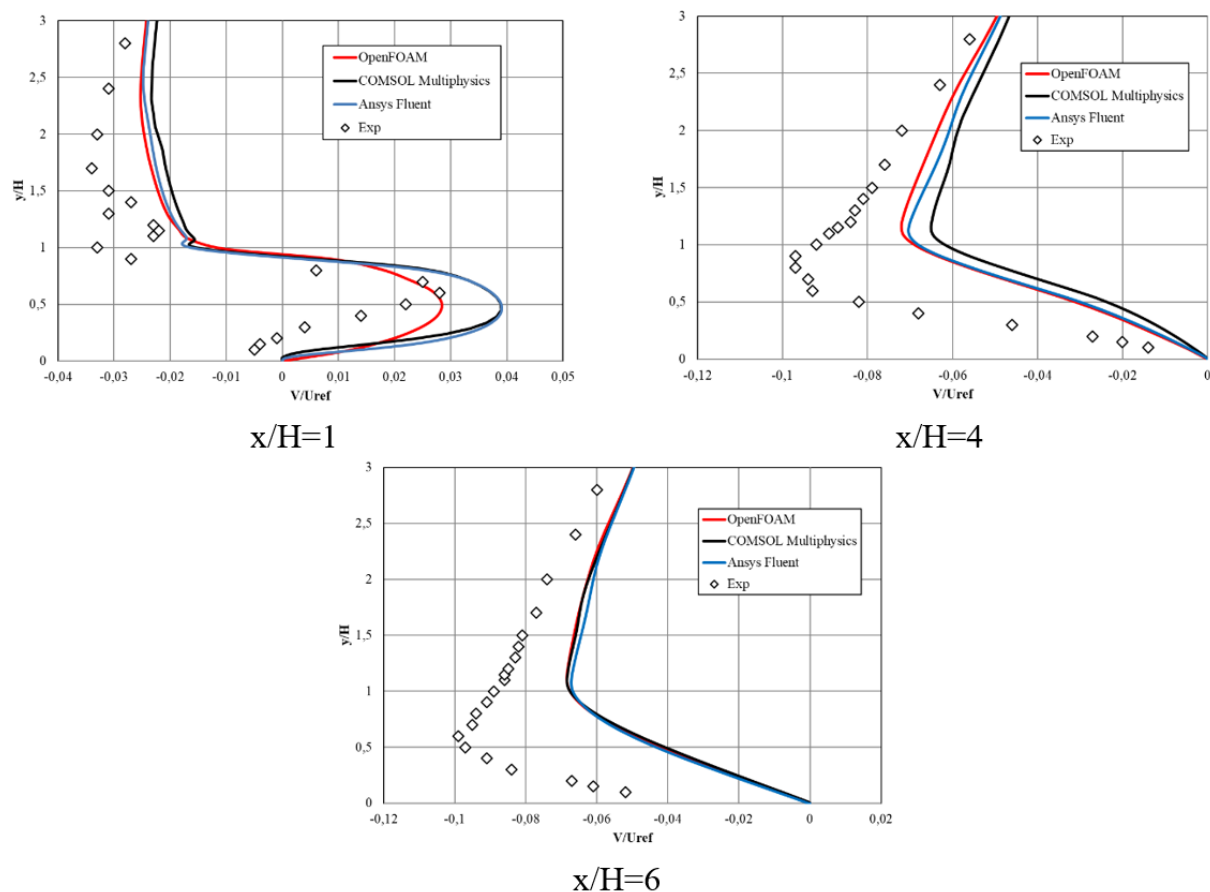 3
2,5
2
1,5
1
0,5
0
y/H
OpenFOAM
COMSOL Multiphysics
Ansys Fluent
Exp
-0,04 -0,03 -0,02 -0,01 0 0,01 0,02 0,03 0,04 0,05
V/Uref
x/H=1
3
2,5
2
1,5
1
0,5
0
y/H
OpenFOAM
COMSOL Multiphysics
Ansys Fluent
Exp
-0,12 -0,1 -0,08 -0,06 -0,04 -0,02 0
V/Uref
x/H=4
3
2,5
2
1,5
1
0,5
0
y/H
OpenFOAM
COMSOL Multiphysics
Ansys Fluent
Exp
-0,12 -0,1 -0,08 -0,06 -0,04 -0,02 0 0,02
V/Uref
x/H=6